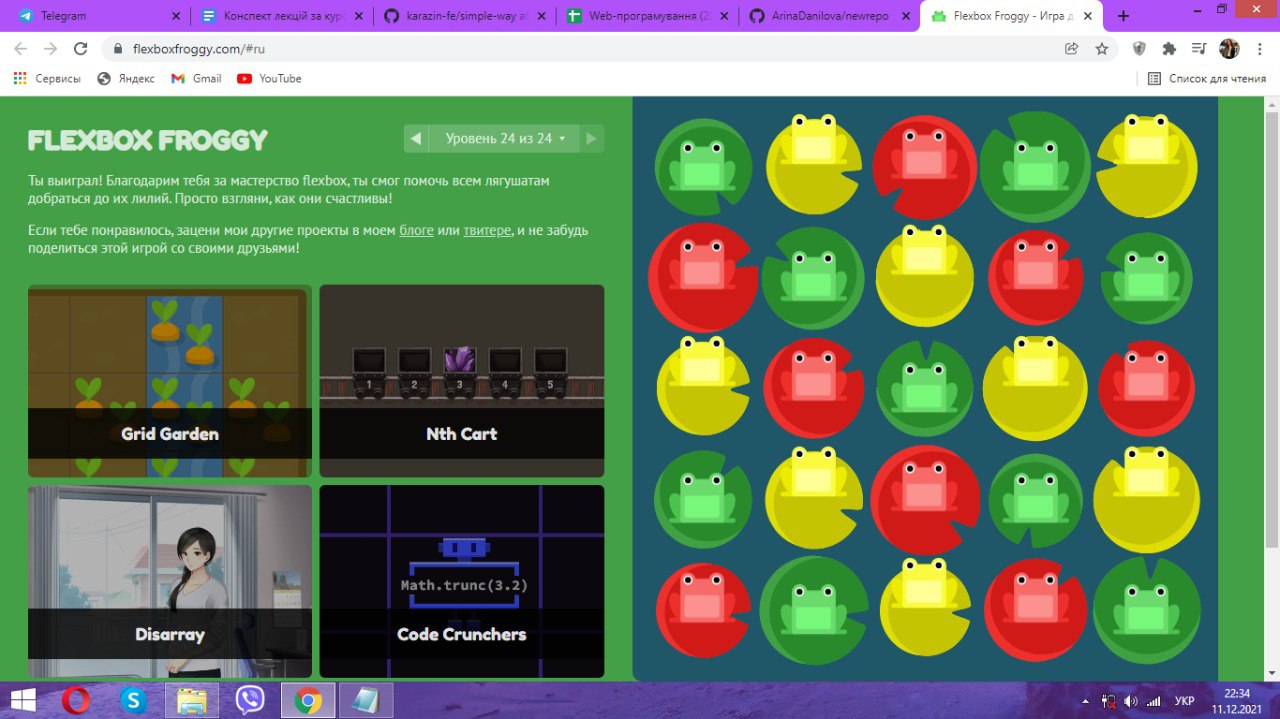 Telegram
Конспект лекцій за курс
karazin-fe/simple-way a
Web-програмування (2
ArinaDanilova/newrepo
Flexbox Froggy - Игра д
flexboxfroggy.com/#ru
Сервисы
Яндекс
Gmail
YouTube
Список для чтения
FLEXBOX FROGGY
Уровень 24 из 24
Ты выиграл! Благодарим тебя за мастерство flexbox, ты смог помочь всем лягушатам
добраться до их лилий. Просто взгляни, как они счастливы!
Если тебе понравилось, зацени мои другие проекты в моем блоге или твитере, и не забудь
поделиться этой игрой со своими друзьями!
1 2 3 4 5
Grid Garden
Nth Cart
Math.trunc(3.2)
Disarray
Code Crunchers
УКР
22:34
11.12.2021